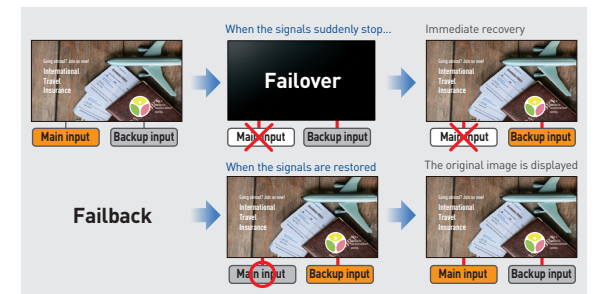 When the signals suddenly stop...
Immediate recovery
Going abroad? Join us now!
International
Travel
Insurance
Failover
Going abroad? Join us now!
International
Travel
Insurance
Main input
Backup input
Main input
Backup input
Main input
Backup input
When the signals are restored
The original image is displayed
Failback
Going abroad? Join us now!
International
Travel
Insurance
Going abroad? Join us now!
International
Travel
Insurance
Main input
Backup input
Main input
Backup input